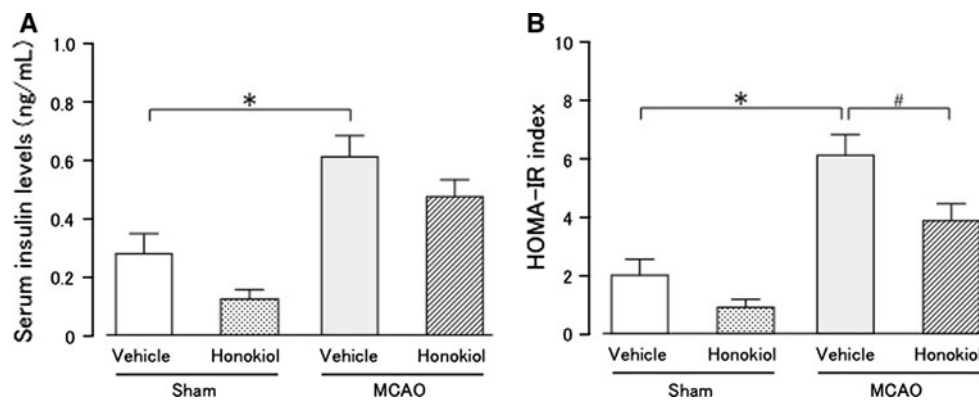 A
Serum insulin levels (ng/mL)
1.0
0.8
0.6
0.4
0.2
0
*
Vehicle Honokiol Vehicle Honokiol
Sham MCAO
B
HOMA-IR index
10
8
6
4
2
0
* #
Vehicle Honokiol Vehicle Honokiol
Sham MCAO